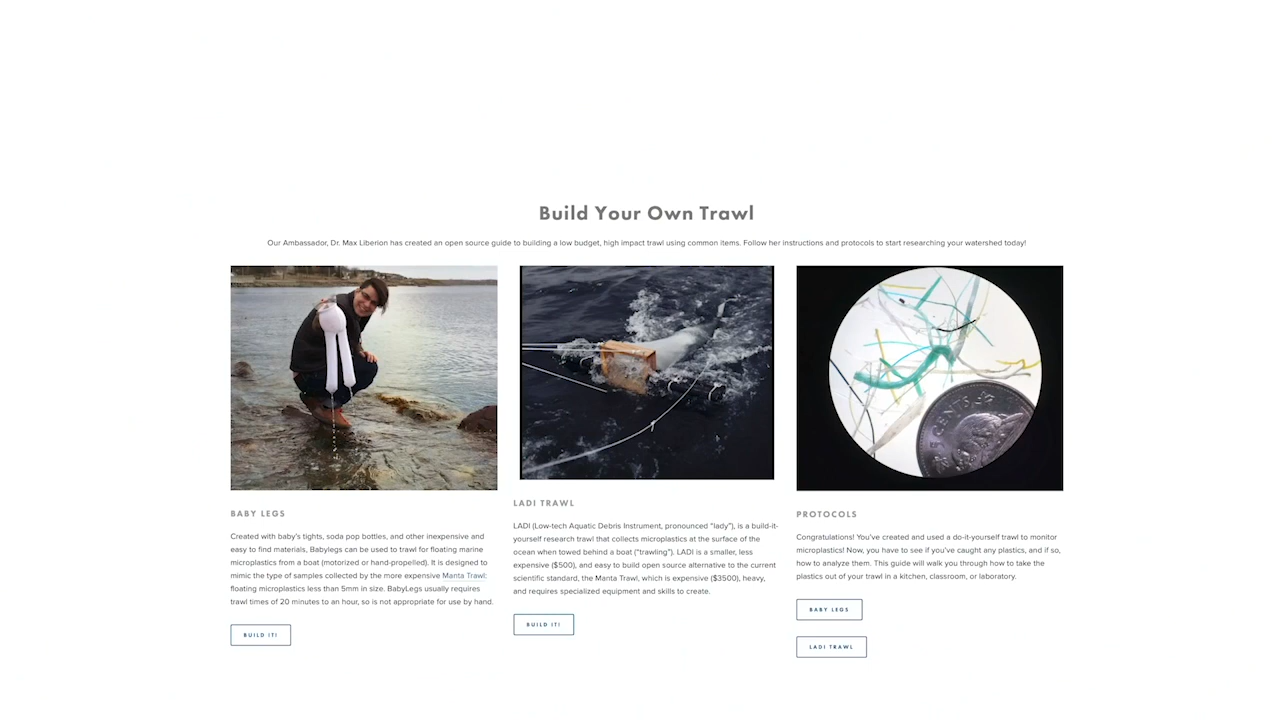 Build Your Own Trawl
Our Ambassador, Dr. Max Liberion has created an open source guide to building a low budget, high impact trawl using common items. Follow her instructions and protocols to start researching your watershed today!
BABY LEGS
Created with baby's tights, soda pop bottles, and other inexpensive and
easy to find materials, Babylegs can be used to trawl for floating marine
microplastics from a boat (motorized or hand-propelled). It is designed to
mimic the type of samples collected by the more expensive Manta Trawl:
floating microplastics less than 5mm in size. BabyLegs usually requires
trawl times of 20 minutes to an hour, so is not appropriate for use by hand.
BUILD IT!
LADI TRAWL
LADI (Low-tech Aquatic Debris Instrument, pronounced "lady"), is a build-it-
yourself research trawl that collects microplastics at the surface of the
ocean when towed behind a boat ("trawling"). LADI is a smaller, less
expensive ($500), and easy to build open source alternative to the current
scientific standard, the Manta Trawl, which is expensive ($3500), heavy,
and requires specialized equipment and skills to create.
BUILD IT!
5 CENTS
PROTOCOLS
Congratulations! You've created and used a do-it-yourself trawl to monitor
microplastics! Now, you have to see if you've caught any plastics, and if so,
how to analyze them. This guide will walk you through how to take the
plastics out of your trawl in a kitchen, classroom, or laboratory.
BABY LEGS
LADI TRAWL